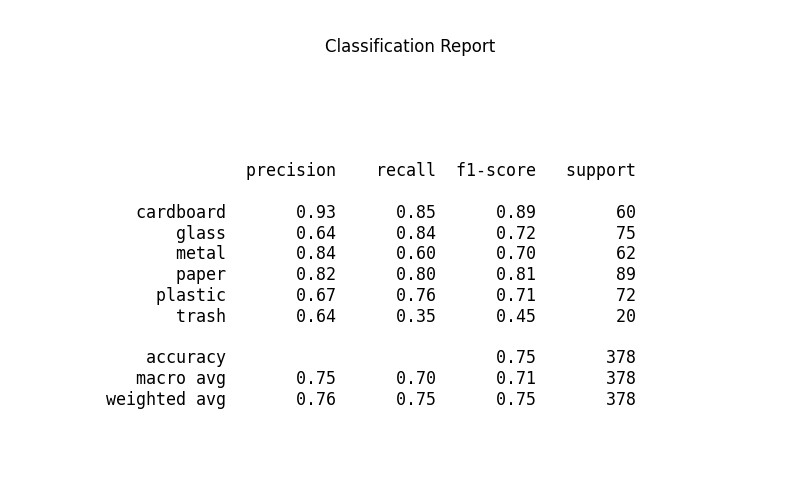 Classification Report
precision recall f1-score support
cardboard 0.93 0.85 0.89 60
glass 0.64 0.84 0.72 75
metal 0.84 0.60 0.70 62
paper 0.82 0.80 0.81 89
plastic 0.67 0.76 0.71 72
trash 0.64 0.35 0.45 20
accuracy 0.75 378
macro avg 0.75 0.70 0.71 378
weighted avg 0.76 0.75 0.75 378